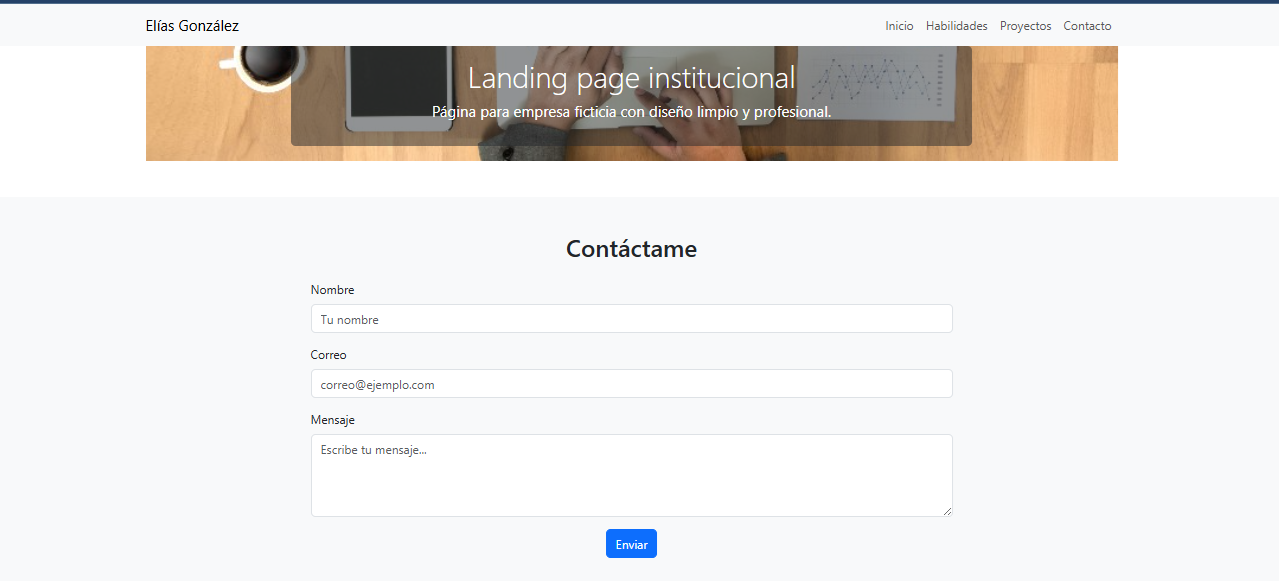 Elías González
Inicio Habilidades Proyectos Contacto
Landing page institucional
Página para empresa ficticia con diseño limpio y profesional.
Contáctame
Nombre
Tu nombre
Correo
correo@ejemplo.com
Mensaje
Escribe tu mensaje...
Enviar